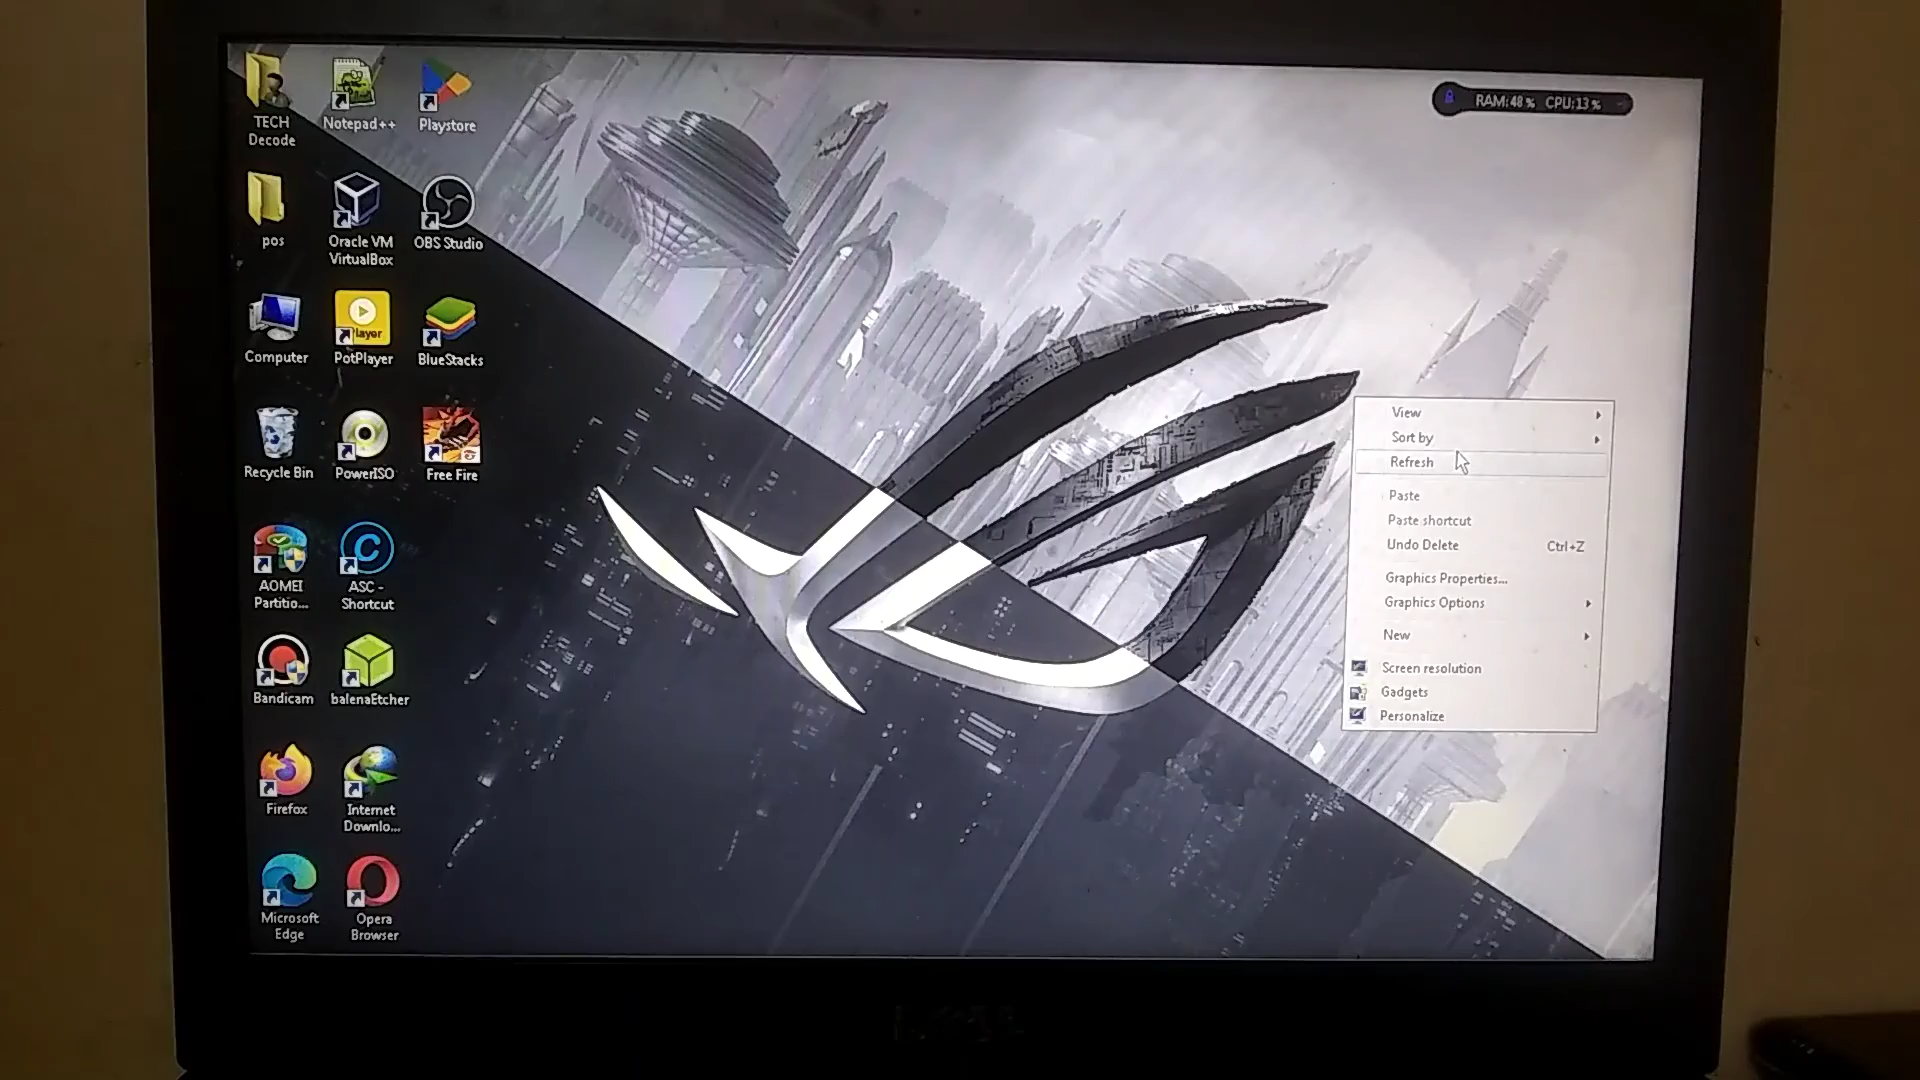 TECH
Decode
Notepad++
Playstore
RAM:48% CPU:13%
pos
Oracle VM
VirtualBox
OBS Studio
Computer
Player
PotPlayer
BlueStacks
Recycle Bin
PowerISO
Free Fire
AOMEI
Partitio...
ASC -
Shortcut
Bandicam
balenaEtcher
Firefox
Internet
Downlo...
Microsoft
Edge
Opera
Browser
View
Sort by
Refresh
Paste
Paste shortcut
Undo Delete Ctrl+Z
Graphics Properties...
Graphics Options
New
Screen resolution
Gadgets
Personalize